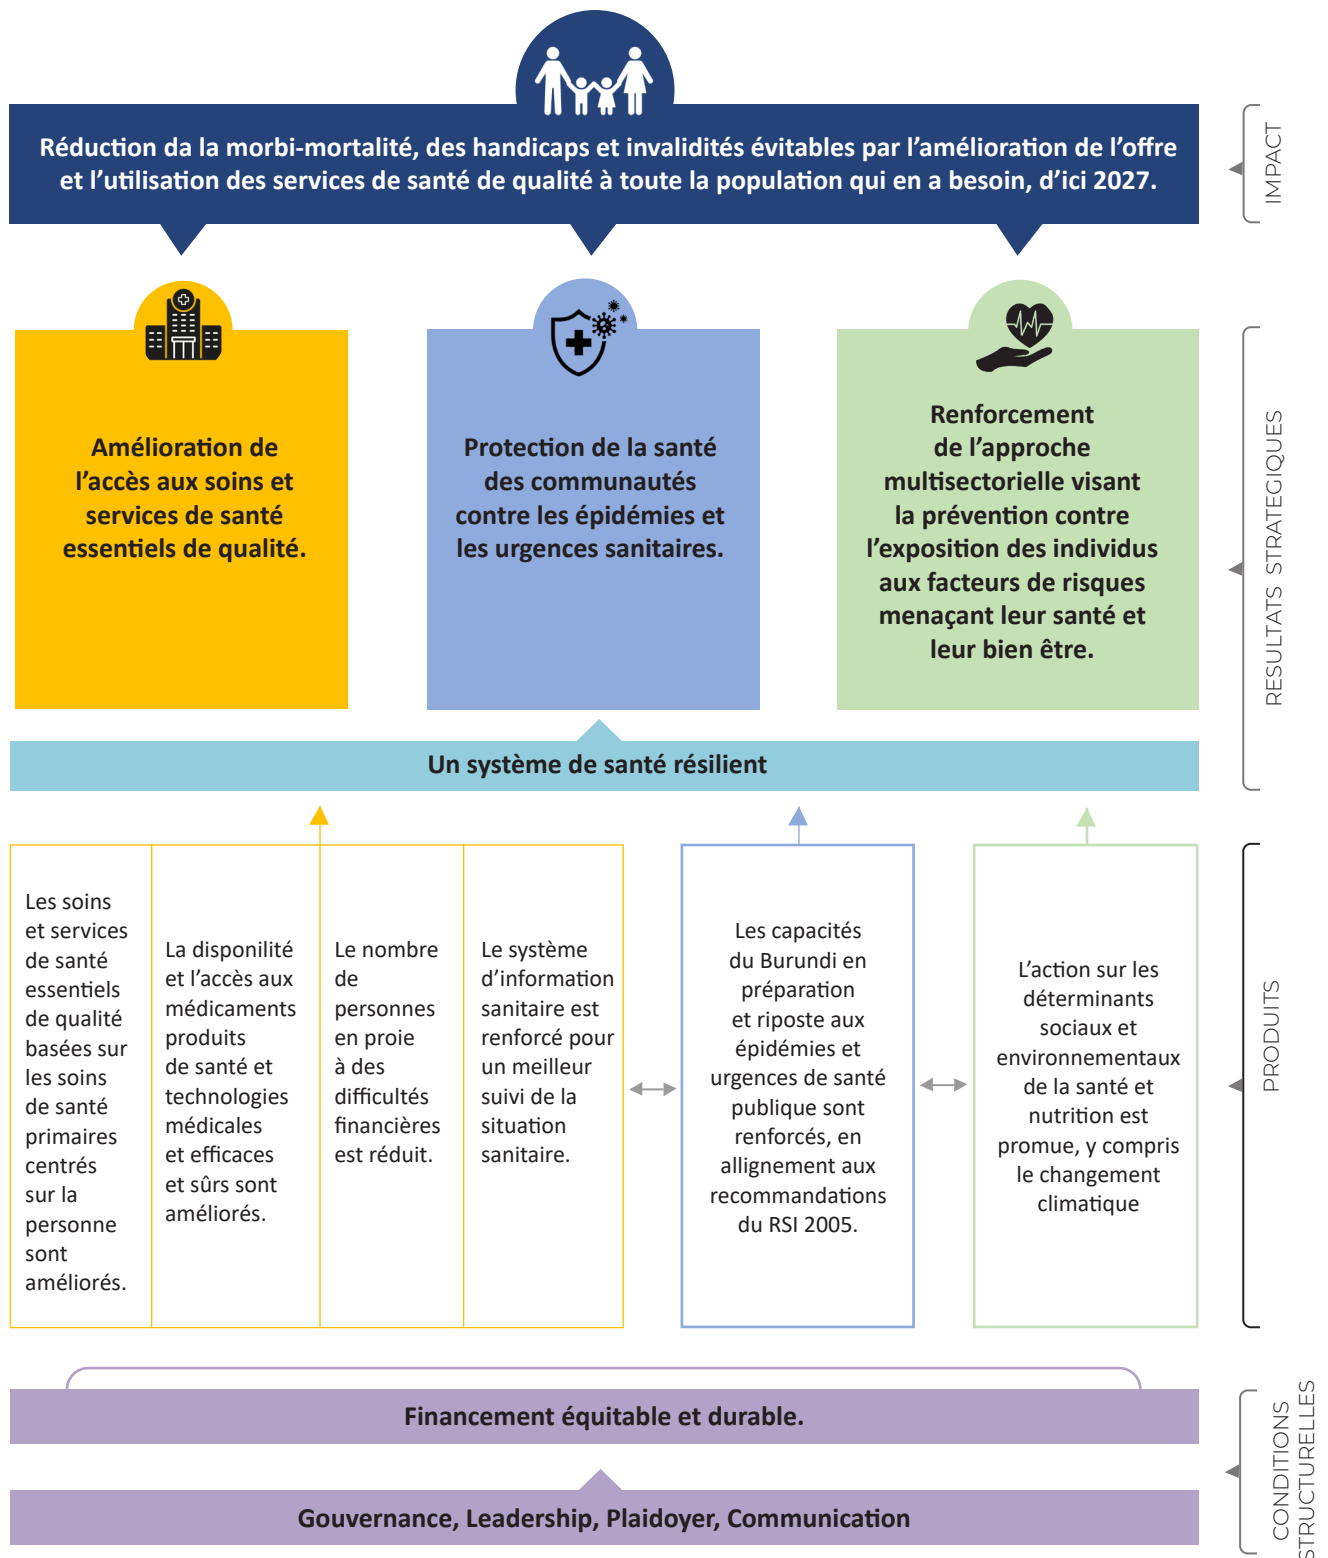 Réduction da la morbi-mortalité, des handicaps et invalidités évitables par l'amélioration de l'offre
et l'utilisation des services de santé de qualité à toute la population qui en a besoin, d'ici 2027.
IMPACT
Amélioration de
l'accès aux soins et
services de santé
essentiels de qualité.
Protection de la santé
des communautés
contre les épidémies et
les urgences sanitaires.
Renforcement
de l'approche
multisectorielle visant
la prévention contre
l'exposition des individus
aux facteurs de risques
menaçant leur santé et
leur bien être.
RESULTATS STRATEGIQUES
Un système de santé résilient
Les soins
et services
de santé
essentiels
de qualité
basées sur
les soins
de santé
primaires
centrés
sur la
personne
sont
améliorés.
La disponilité
et l'accès aux
médicaments
produits
de santé et
technologies
médicales
et efficaces
et sûrs sont
améliorés.
Le nombre
de
personnes
en proie
à des
difficultés
financières
est réduit.
Le système
d'information
sanitaire est
renforcé pour
un meilleur
suivi de la
situation
sanitaire.
Les capacités
du Burundi en
préparation
et riposte aux
épidémies et
urgences de santé
publique sont
renforcés, en
allignement aux
recommandations
du RSI 2005.
L'action sur les
déterminants
sociaux et
environnementaux
de la santé et
nutrition est
promue, y compris
le changement
climatique
PRODUITS
Financement équitable et durable.
Gouvernance, Leadership, Plaidoyer, Communication
CONDITIONS
STRUCTURELLES